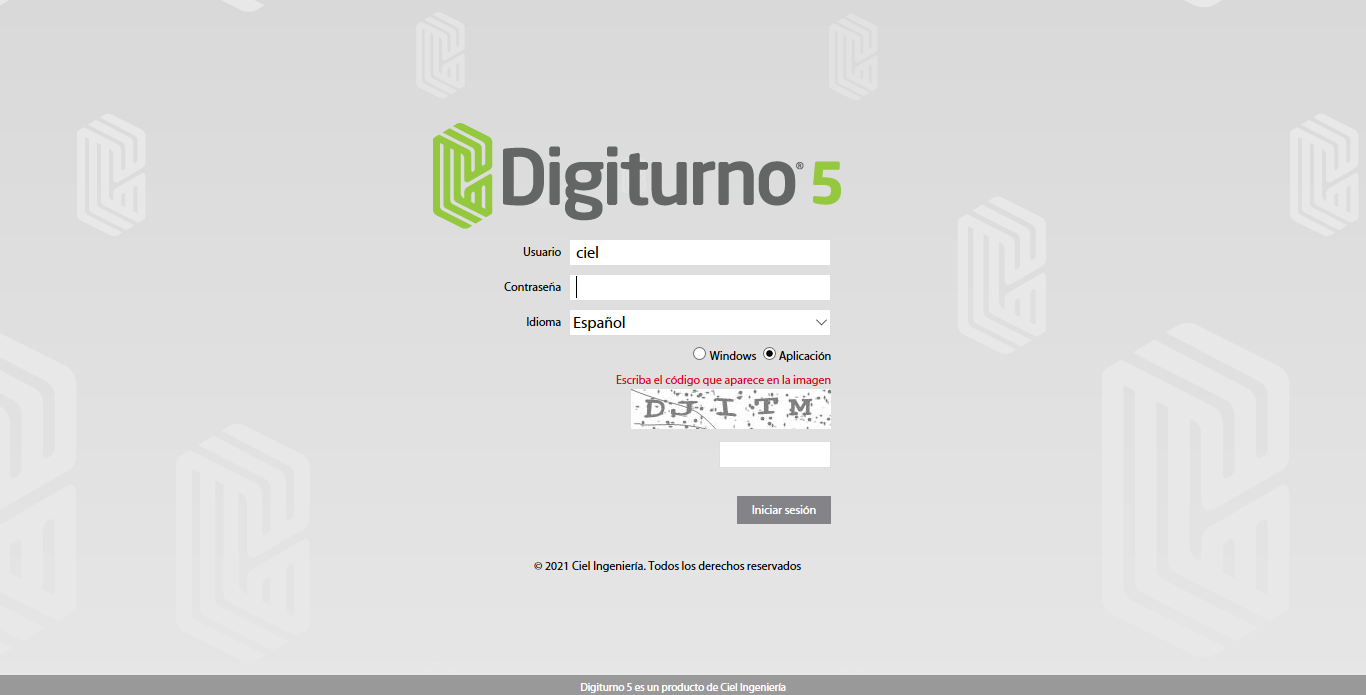 Digiturno® 5
Usuario ciel
Contraseña
Idioma Español
Windows Aplicación
Escriba el código que aparece en la imagen
DJITM
Iniciar sesión
© 2021 Ciel Ingeniería. Todos los derechos reservados
Digiturno 5 es un producto de Ciel Ingeniería